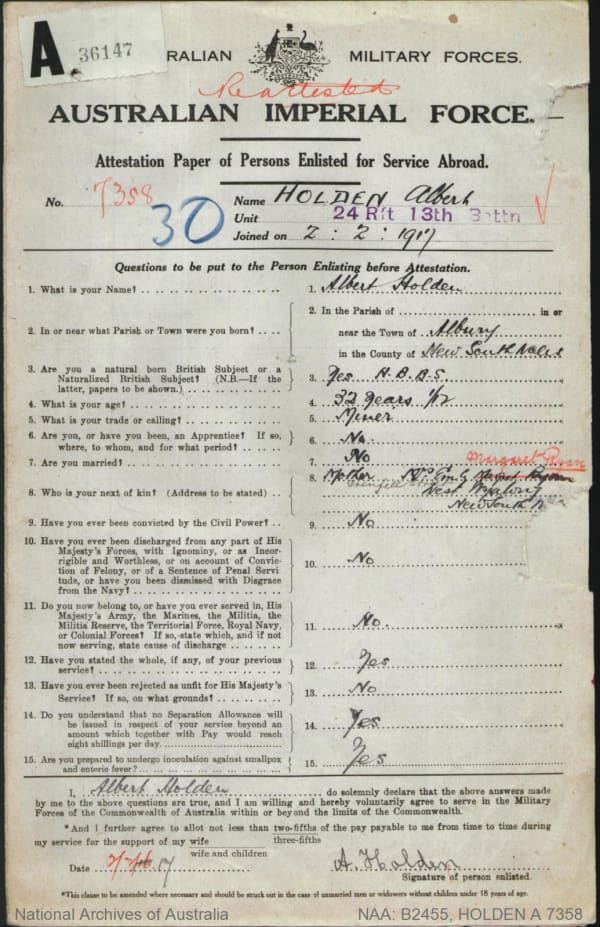 A 36147
RALIAN MILITARY FORCES.
Reattested
AUSTRALIAN IMPERIAL FORCE.
Attestation Paper of Persons Enlisted for Service Abroad.
No. 7358
30
Name HOLDEN Albert
Unit 24 Rft 13th Battn
Joined on 2 : 2 : 1917
Questions to be put to the Person Enlisting before Attestation.
1. What is your Name? 1. Albert Holden
2. In or near what Parish or Town were you born? 2. In the Parish of in or
near the Town of Albury
in the County of New South Wales
3. Are you a natural born British Subject or a
Naturalized British Subject? (N.B.—If the
latter, papers to be shown.) 3. Yes N.B.B.S.
4. What is your age? 4. 32 years 1/12
5. What is your trade or calling? 5. Miner
6. Are you, or have you been, an Apprentice? If so,
where, to whom, and for what period? 6. No
7. Are you married? 7. No
Margaret Ryan
8. Who is your next of kin? (Address to be stated) 8. Mother Mrs Emily Ryan
West Wyalong
New South
9. Have you ever been convicted by the Civil Power? 9. No
10. Have you ever been discharged from any part of His
Majesty's Forces, with Ignominy, or as Incor-
rigible and Worthless, or on account of Convic-
tion of Felony, or of a Sentence of Penal Servi
tude, or have you been dismissed with Disgrace
from the Navy? 10. No
11. Do you now belong to, or have you ever served in, His
Majesty's Army, the Marines, the Militia, the
Militia Reserve, the Territorial Force, Royal Navy,
or Colonial Forces? If so, state which, and if not
now serving, state cause of discharge 11. No
12. Have you stated the whole, if any, of your previous
service? 12. Yes
13. Have you ever been rejected as unfit for His Majesty's
Service? If so, on what grounds? 13. No
14. Do you understand that no Separation Allowance will
be issued in respect of your service beyond an
amount which together with Pay would reach
eight shillings per day. 14. Yes
15. Are you prepared to undergo inoculation against smallpox
and enteric fever? 15. Yes
I, Albert Holden do solemnly declare that the above answers made
by me to the above questions are true, and I am willing and hereby voluntarily agree to serve in the Military
Forces of the Commonwealth of Australia within or beyond the limits of the Commonwealth.
*And I further agree to allot not less than two-fifths of the pay payable to me from time to time during
three-fifths
my service for the support of my wife
wife and children
Date 2/2/17 A. Holden
Signature of person enlisted.
*This clause to be amended where necessary and should be struck out in the case of unmarried men or widowers without children under 18 years of age.
National Archives of Australia NAA: B2455, HOLDEN A 7358